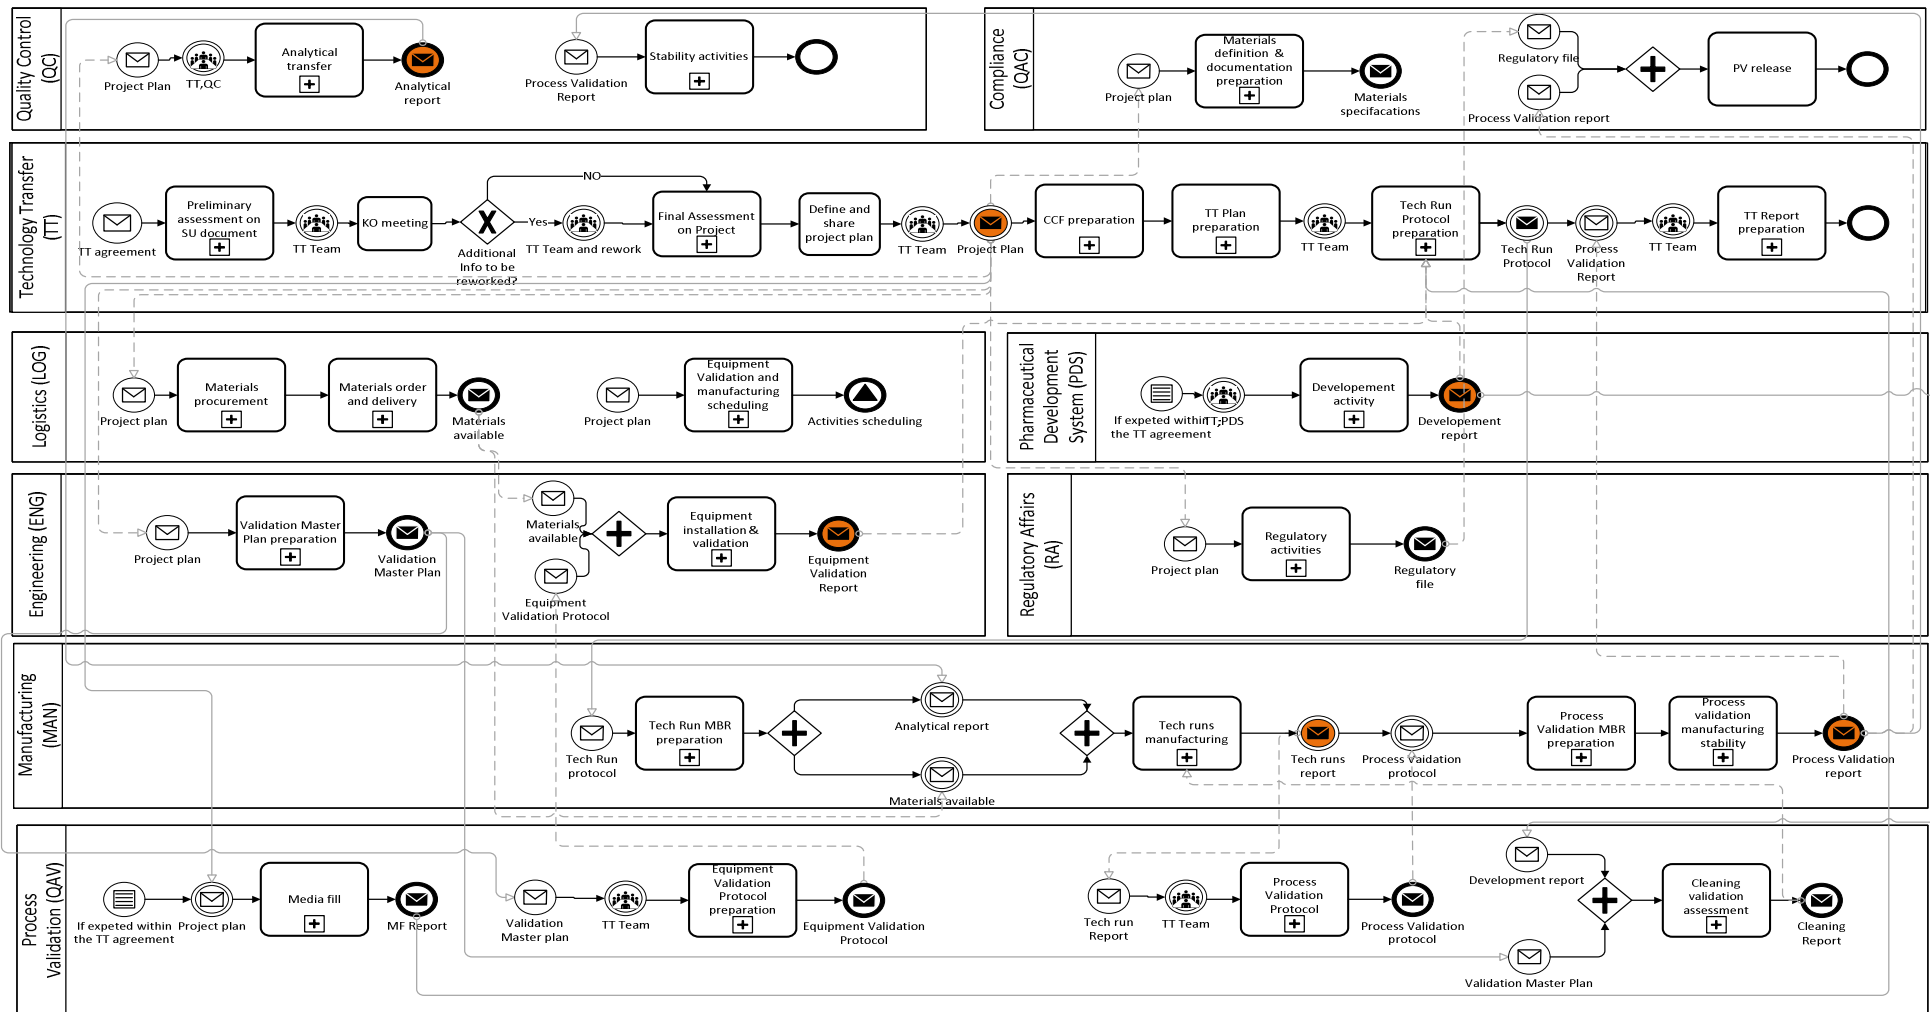 Quality Control
(QC)
Project Plan
TT,QC
Analytical
transfer
Analytical
report
Process Validation
Report
Stability activities
Compliance
(QAC)
Project plan
Materials
definition &
documentation
preparation
Materials
specifacations
Regulatory file
Process Validation report
PV release
Technology Transfer
(TT)
TT agreement
Preliminary
assessment on
SU document
TT Team
KO meeting
NO
Yes
Additional
Info to be
reworked?
TT Team and rework
Final Assessment
on Project
Define and
share
project plan
TT Team
Project Plan
CCF preparation
TT Plan
preparation
TT Team
Tech Run
Protocol
preparation
Tech Run
Protocol
Process
Validation
Report
TT Team
TT Report
preparation
Logistics (LOG)
Project plan
Materials
procurement
Materials order
and delivery
Materials
available
Project plan
Equipment
Validation and
manufacturing
scheduling
Activities scheduling
Pharmaceutical
Development
System (PDS)
If expeted within
the TT agreement
TT;PDS
Developement
activity
Developement
report
Engineering (ENG)
Project plan
Validation Master
Plan preparation
Validation
Master Plan
Materials
available
Equipment
Validation Protocol
Equipment
installation &
validation
Equipment
Validation
Report
Regulatory Affairs
(RA)
Project plan
Regulatory
activities
Regulatory
file
Manufacturing
(MAN)
Tech Run
protocol
Tech Run MBR
preparation
Analytical report
Materials available
Tech runs
manufacturing
Tech runs
report
Process Vaidation
protocol
Process
Validation MBR
preparation
Process
validation
manufacturing
stability
Process Validation
report
Process
Validation (QAV)
If expeted within
the TT agreement
Project plan
Media fill
MF Report
Validation
Master plan
TT Team
Equipment
Validation
Protocol
preparation
Equipment Validation
Protocol
Tech run
Report
TT Team
Process
Validation
Protocol
Process Validation
protocol
Development report
Validation Master Plan
Cleaning
validation
assessment
Cleaning
Report